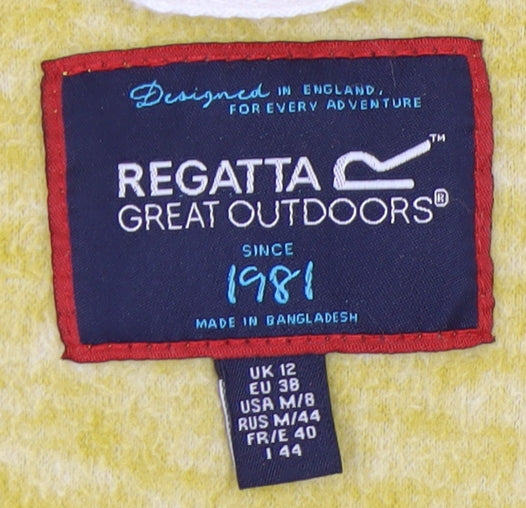 Designed IN ENGLAND,
FOR EVERY ADVENTURE
REGATTA ™
GREAT OUTDOORS®
SINCE
1981
MADE IN BANGLADESH
UK 12
EU 38
USA M/8
RUS M/44
FR/E 40
I 44